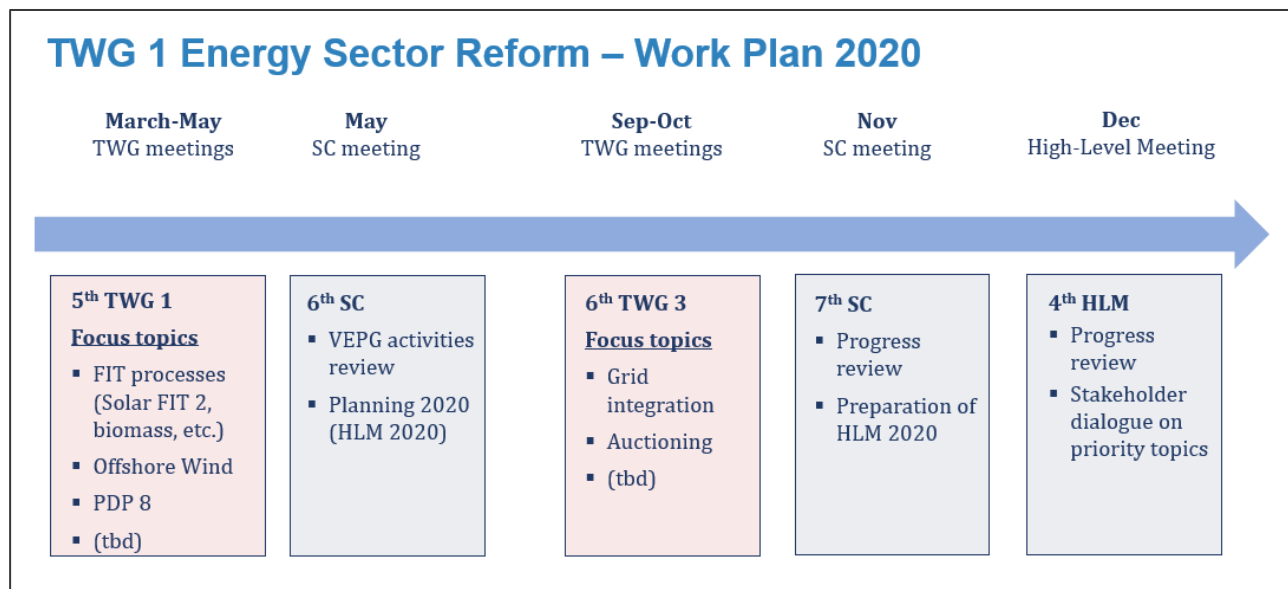 TWG 1 Energy Sector Reform – Work Plan 2020
March-May
TWG meetings
May
SC meeting
Sep-Oct
TWG meetings
Nov
SC meeting
Dec
High-Level Meeting
5th TWG 1
Focus topics
▪ FIT processes
(Solar FIT 2,
biomass, etc.)
▪ Offshore Wind
▪ PDP 8
▪ (tbd)
6th SC
▪ VEPG activities
review
▪ Planning 2020
(HLM 2020)
6th TWG 3
Focus topics
▪ Grid
integration
▪ Auctioning
▪ (tbd)
7th SC
▪ Progress
review
▪ Preparation of
HLM 2020
4th HLM
▪ Progress
review
▪ Stakeholder
dialogue on
priority topics